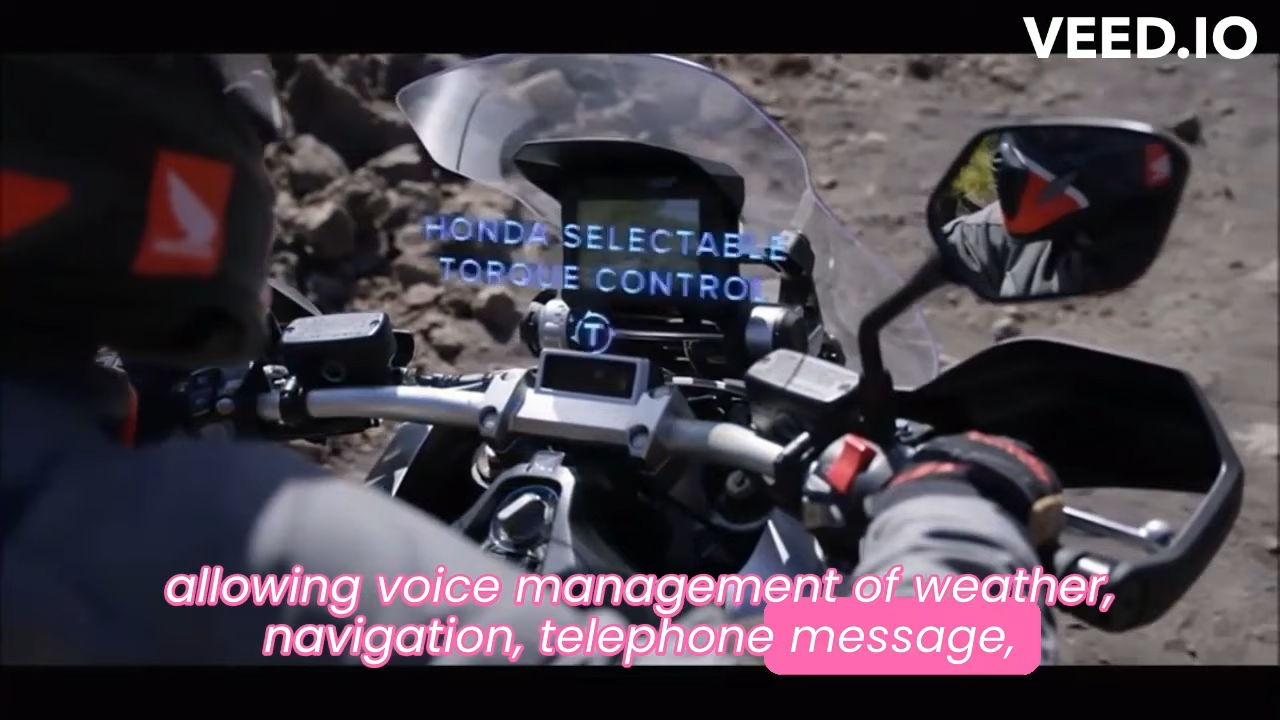 VEED.IO
HONDA SELECTABLE
TORQUE CONTROL
T
allowing voice management of weather,
navigation, telephone message,